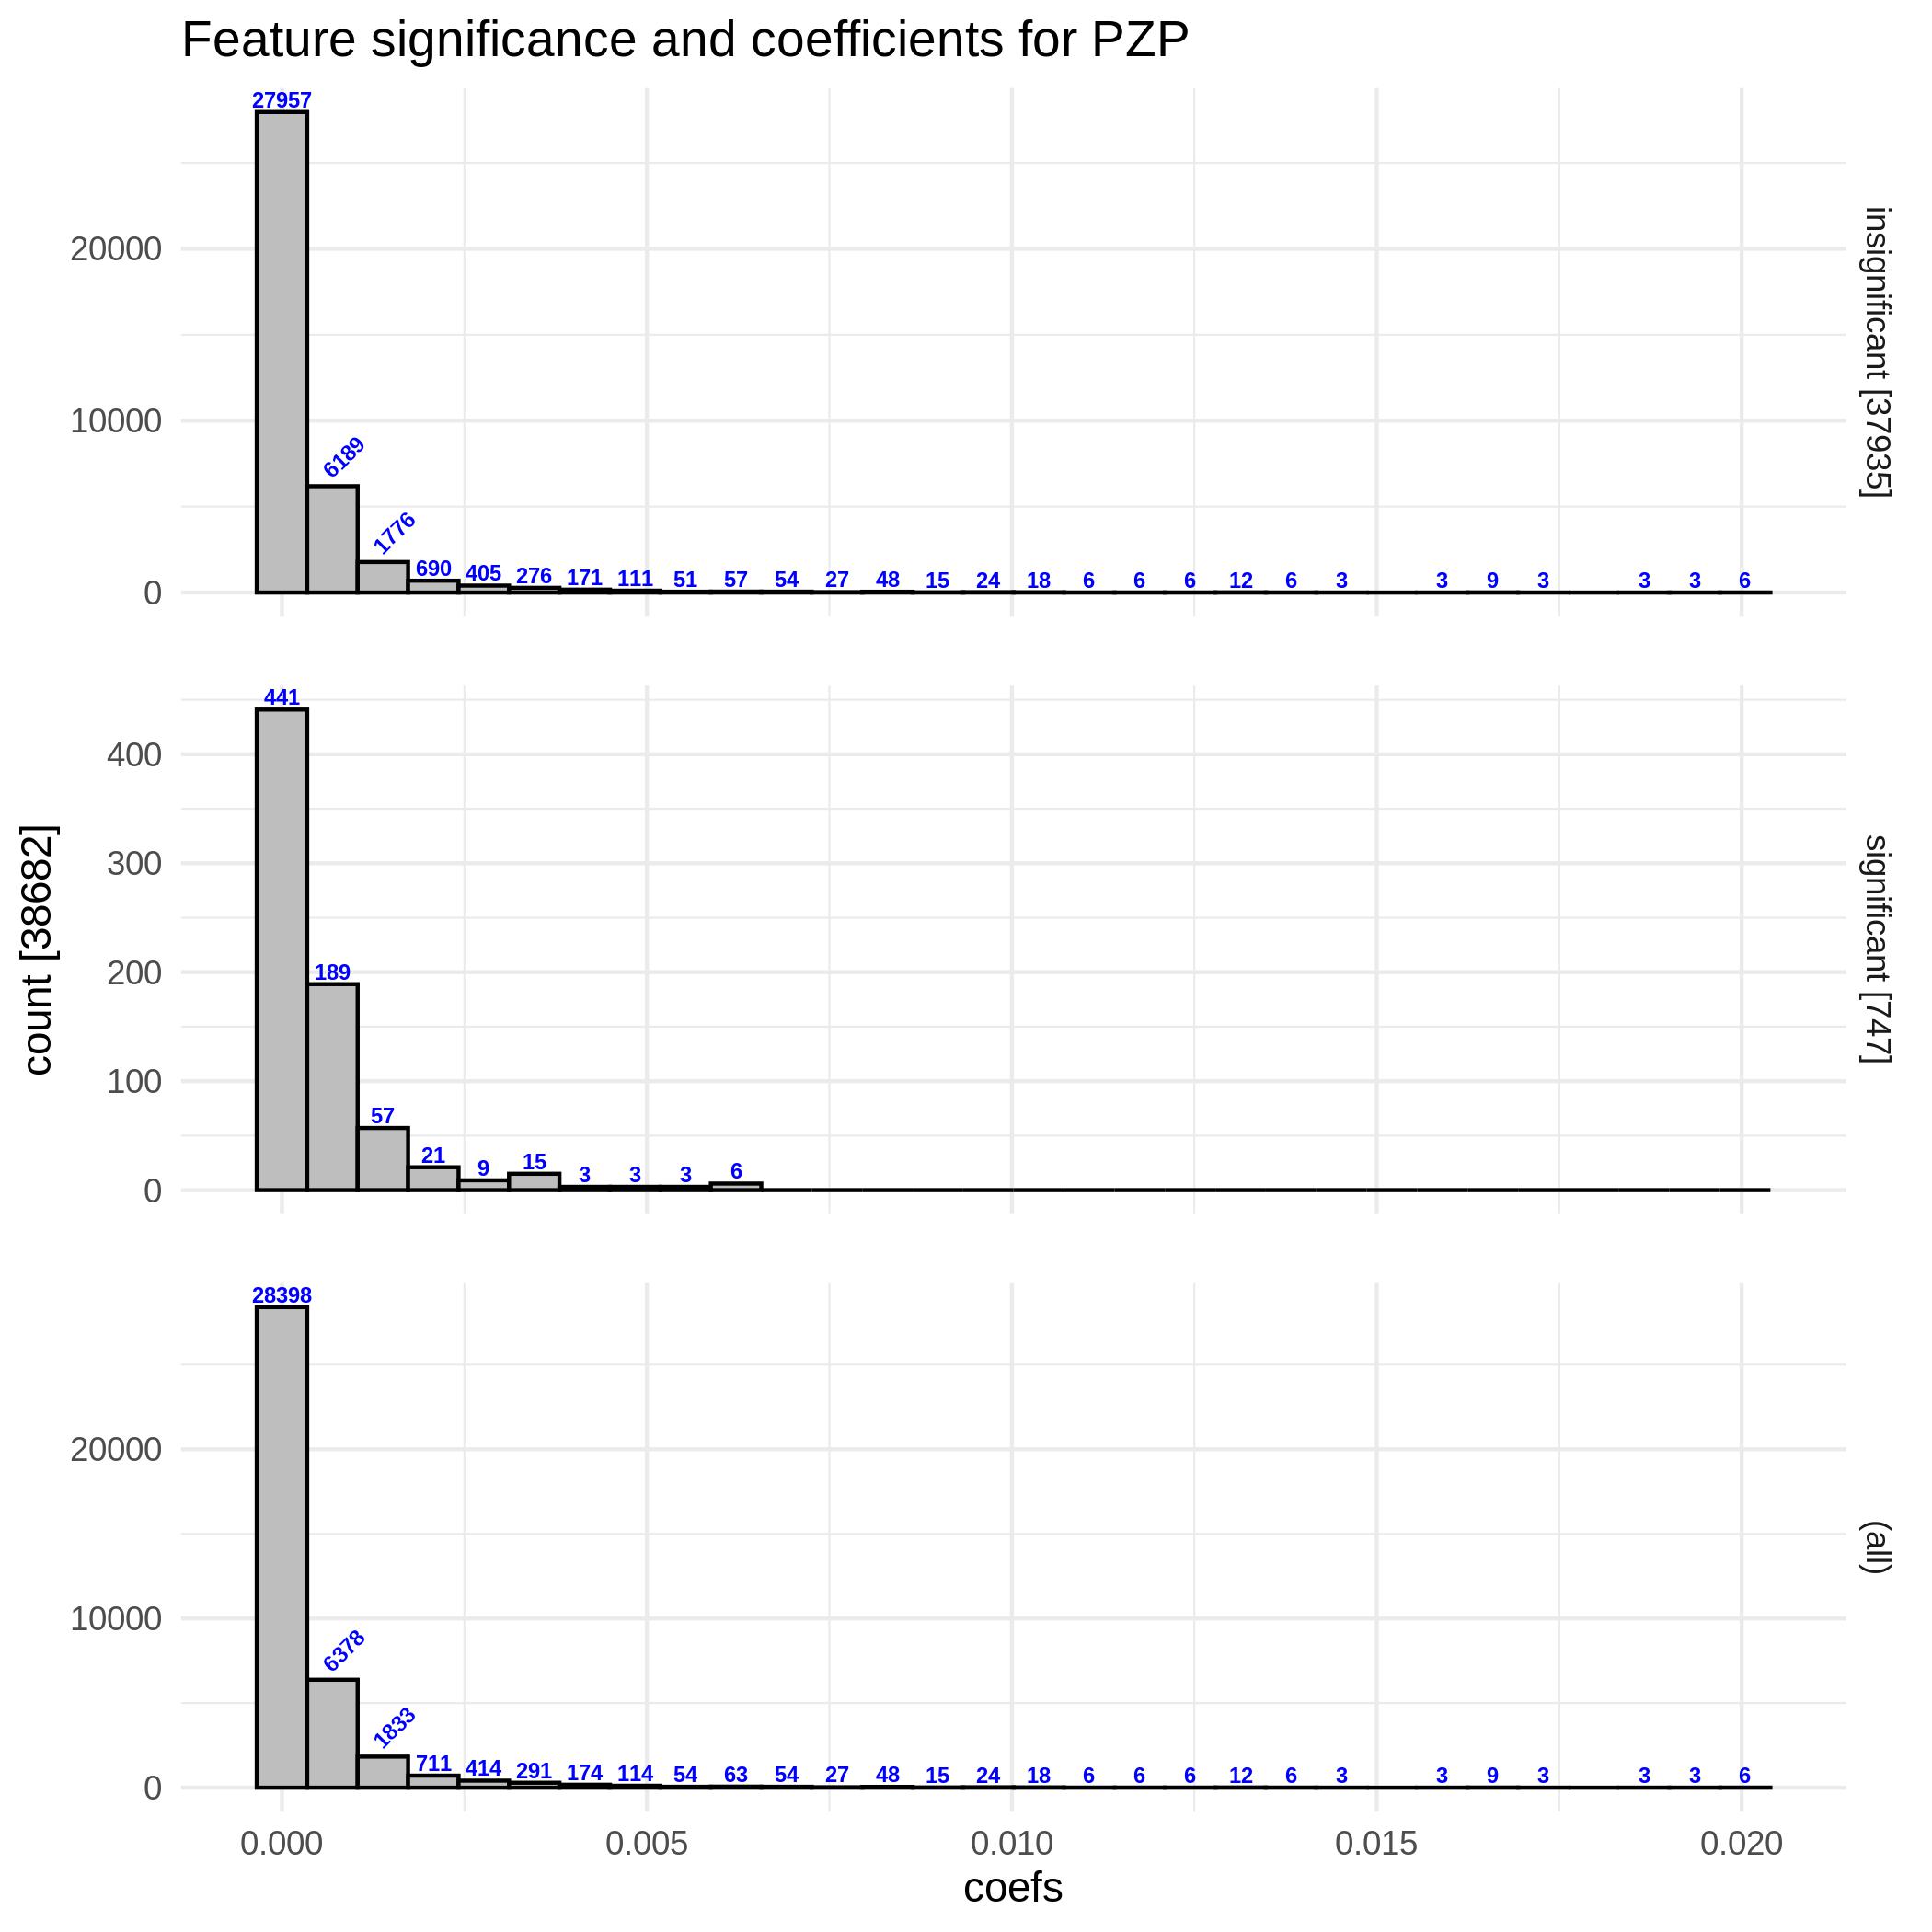 Feature significance and coefficients for PZP
27957
6189
1776
690 405 276 171 111 51 57 54 27 48 15 24 18 6 6 6 12 6 3 3 9 3 3 3 6
20000
10000
0
insignificant [37935]
441
189
57
21
9
15
3 3 3 6
400
300
200
100
0
significant [747]
count [38682]
28398
6378
1833
711 414 291 174 114 54 63 54 27 48 15 24 18 6 6 6 12 6 3 3 9 3 3 3 6
20000
10000
0
(all)
0.000 0.005 0.010 0.015 0.020
coefs